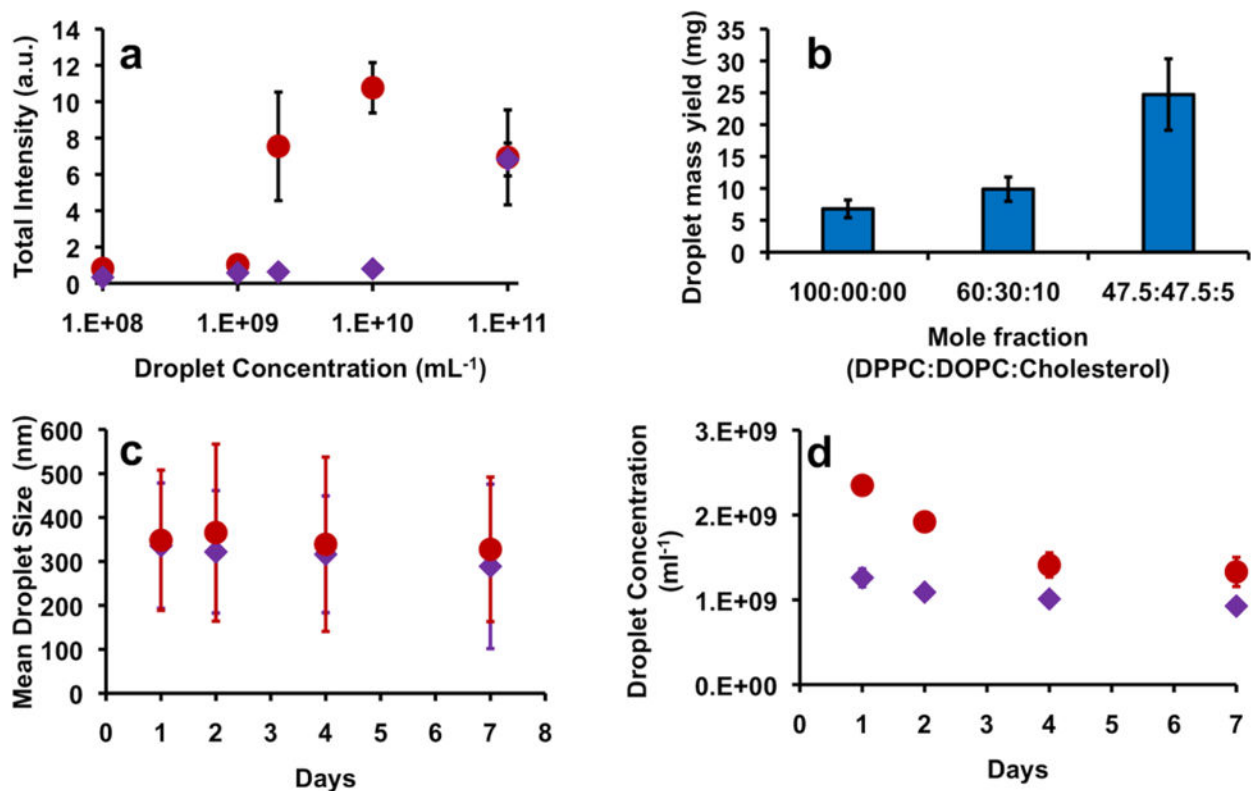 a
Total Intensity (a.u.)
14
12
10
8
6
4
2
0
1.E+08 1.E+09 1.E+10 1.E+11
Droplet Concentration (mL⁻¹)
b
Droplet mass yield (mg)
35
30
25
20
15
10
5
0
100:00:00 60:30:10 47.5:47.5:5
Mole fraction
(DPPC:DOPC:Cholesterol)
c
Mean Droplet Size (nm)
600
500
400
300
200
100
0
0 1 2 3 4 5 6 7 8
Days
d
Droplet Concentration
(ml⁻¹)
3.E+09
2.E+09
1.E+09
0.E+00
0 1 2 3 4 5 6 7
Days